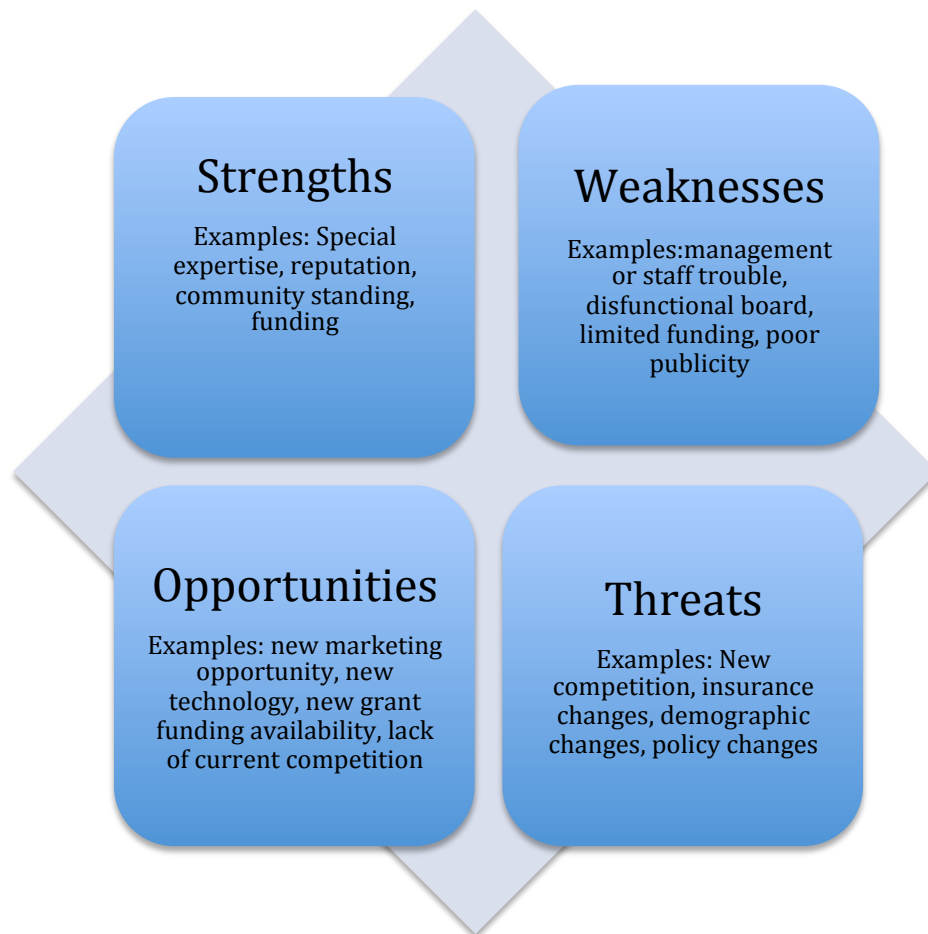 Strengths
Examples: Special
expertise, reputation,
community standing,
funding
Weaknesses
Examples:management
or staff trouble,
disfunctional board,
limited funding, poor
publicity
Opportunities
Examples: new marketing
opportunity, new
technology, new grant
funding availability, lack
of current competition
Threats
Examples: New
competition, insurance
changes, demographic
changes, policy changes